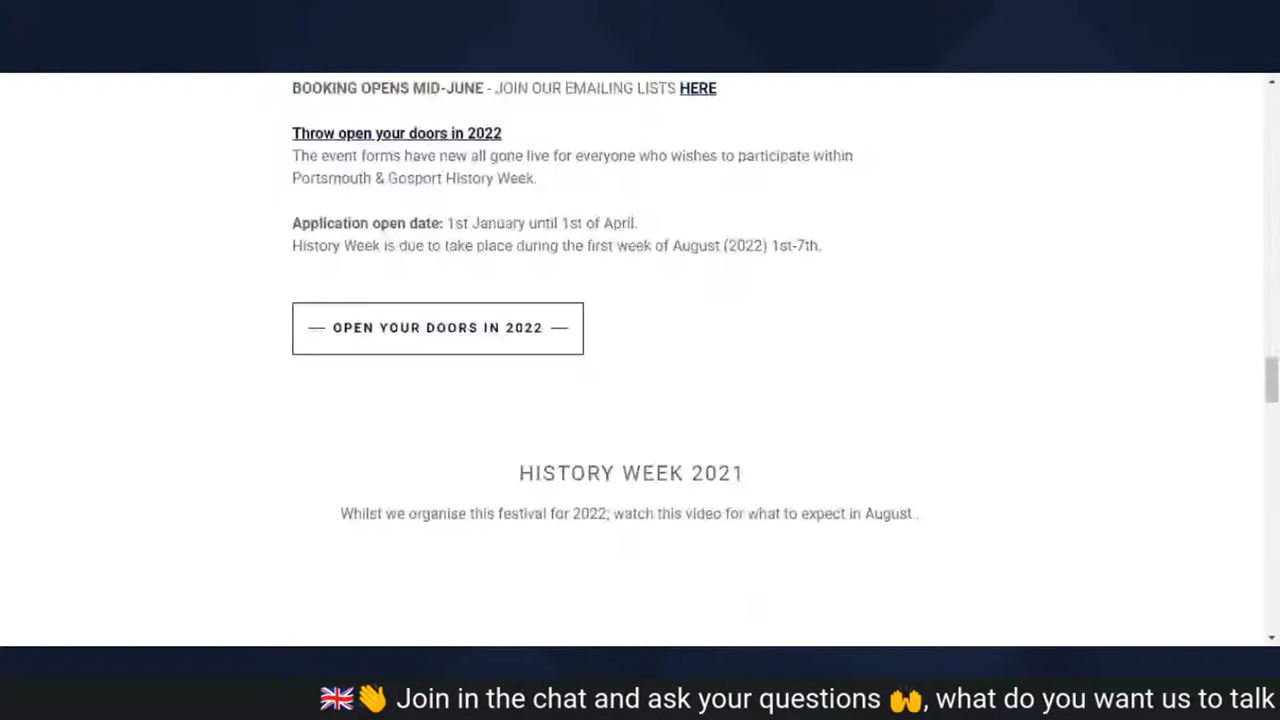 BOOKING OPENS MID-JUNE - JOIN OUR EMAILING LISTS HERE
Throw open your doors in 2022
The event forms have new all gone live for everyone who wishes to participate within
Portsmouth & Gosport History Week.
Application open date: 1st January until 1st of April.
History Week is due to take place during the first week of August (2022) 1st-7th.
— OPEN YOUR DOORS IN 2022 —
HISTORY WEEK 2021
Whilst we organise this festival for 2022; watch this video for what to expect in August..
🇬🇧👋 Join in the chat and ask your questions 🙌, what do you want us to talk